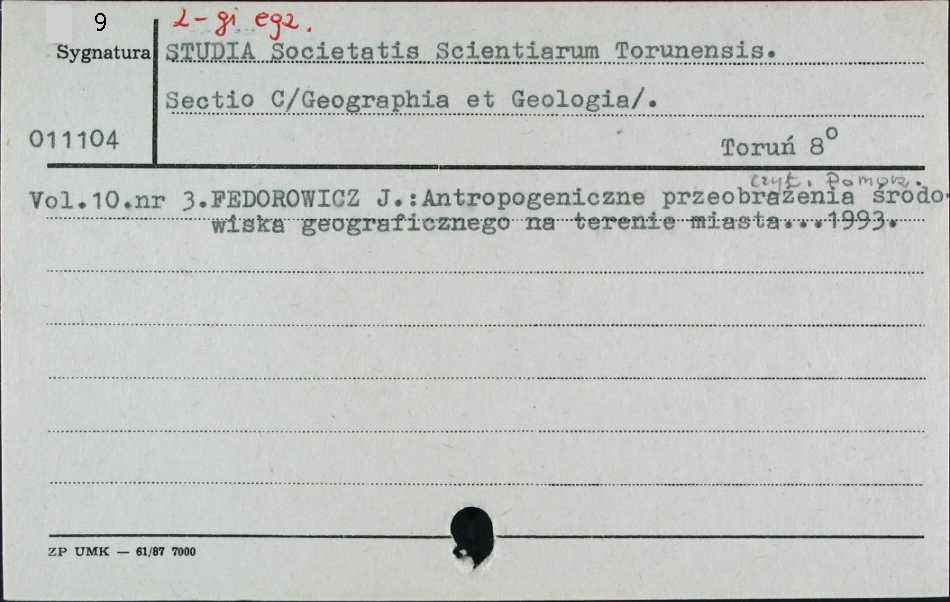 9
2-gi egz.
Sygnatura
STUDIA Societatis Scientiarum Torunensis.
Sectio C/Geographia et Geologia/.
011104
Toruń 8°
czyt. Pomorz.
Vol.10.nr 3.FEDOROWICZ J.:Antropogeniczne przeobrażenia środo-
wiska geograficznego na terenie miasta...1993.
ZP UMK — 61/87 7000